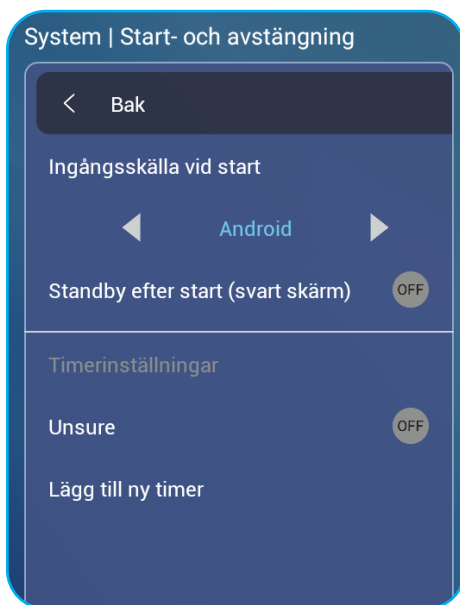 System | Start- och avstängning
Bak
Ingångsskälla vid start
Android
Standby efter start (svart skärm)
OFF
Timerinställningar
Unsure
OFF
Lägg till ny timer